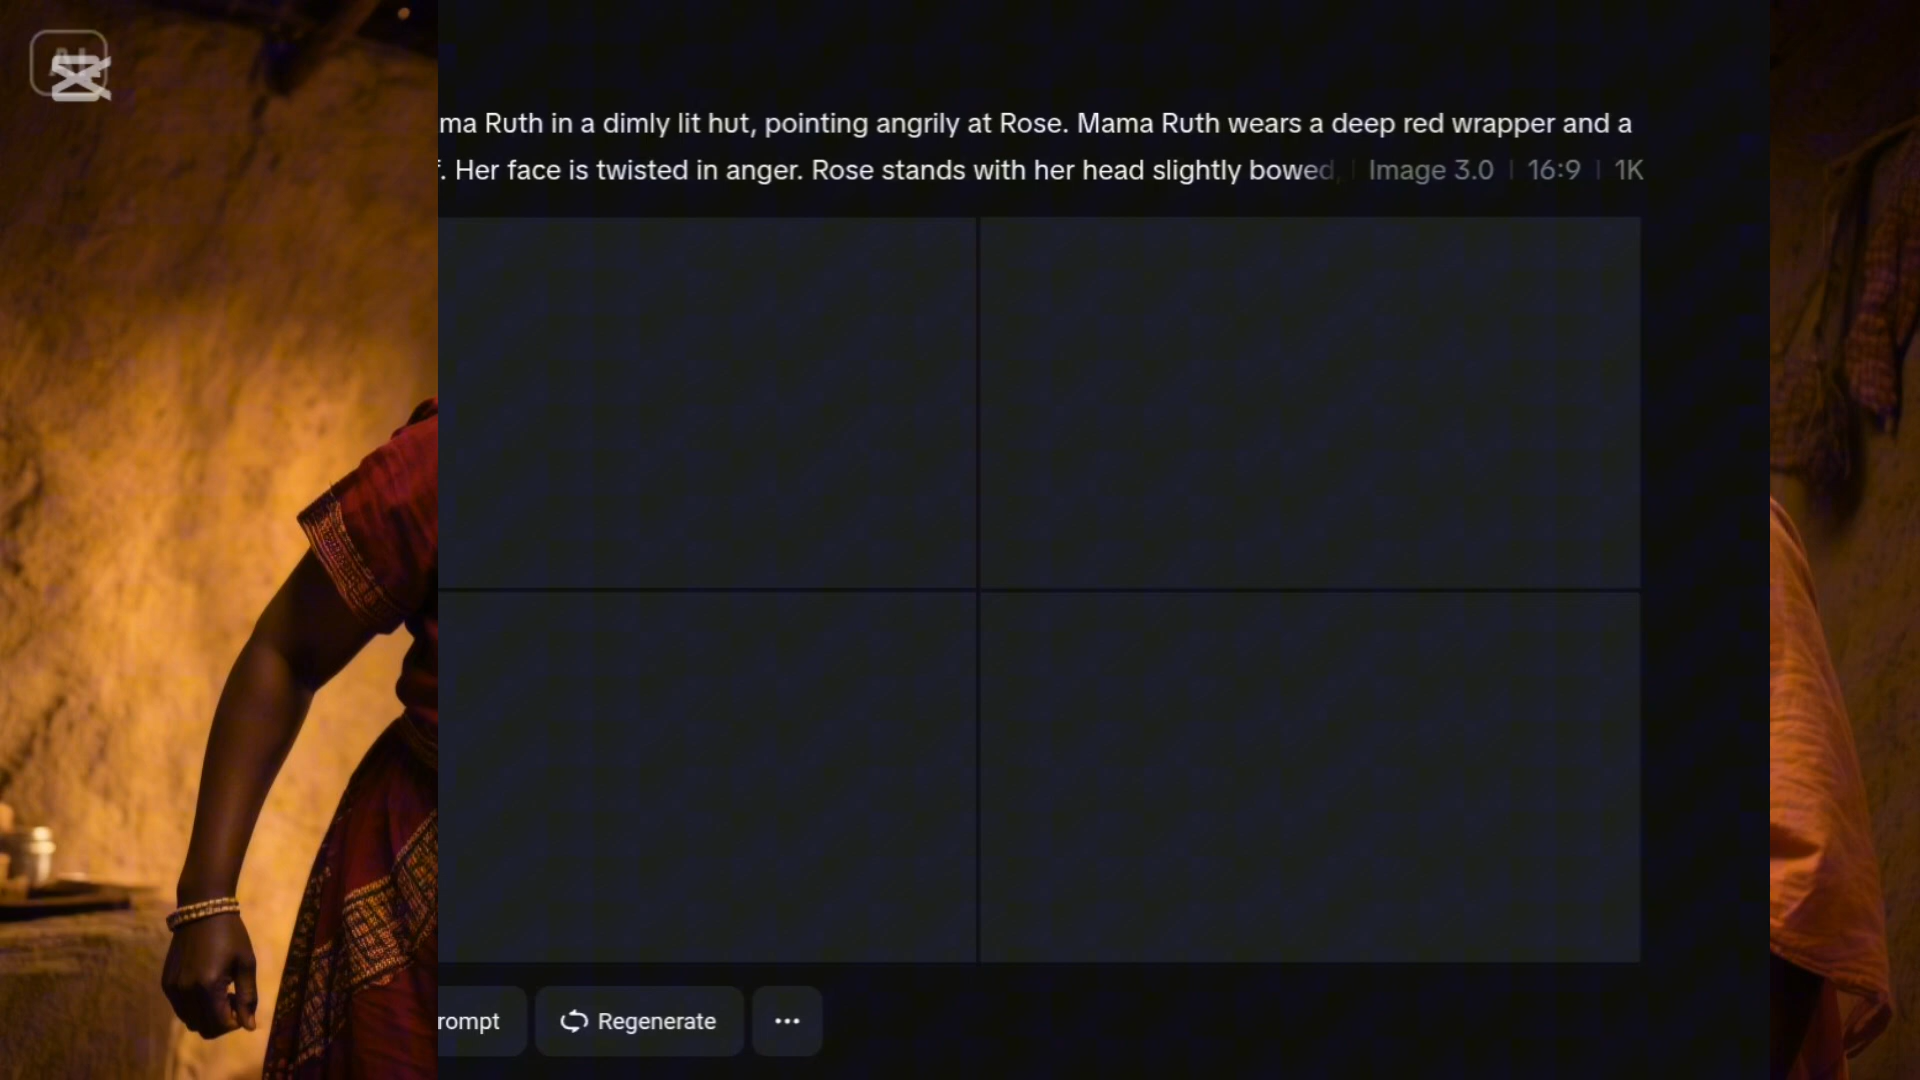 ma Ruth in a dimly lit hut, pointing angrily at Rose. Mama Ruth wears a deep red wrapper and a
f. Her face is twisted in anger. Rose stands with her head slightly bowed, | Image 3.0 | 16:9 | 1K
rompt
Regenerate